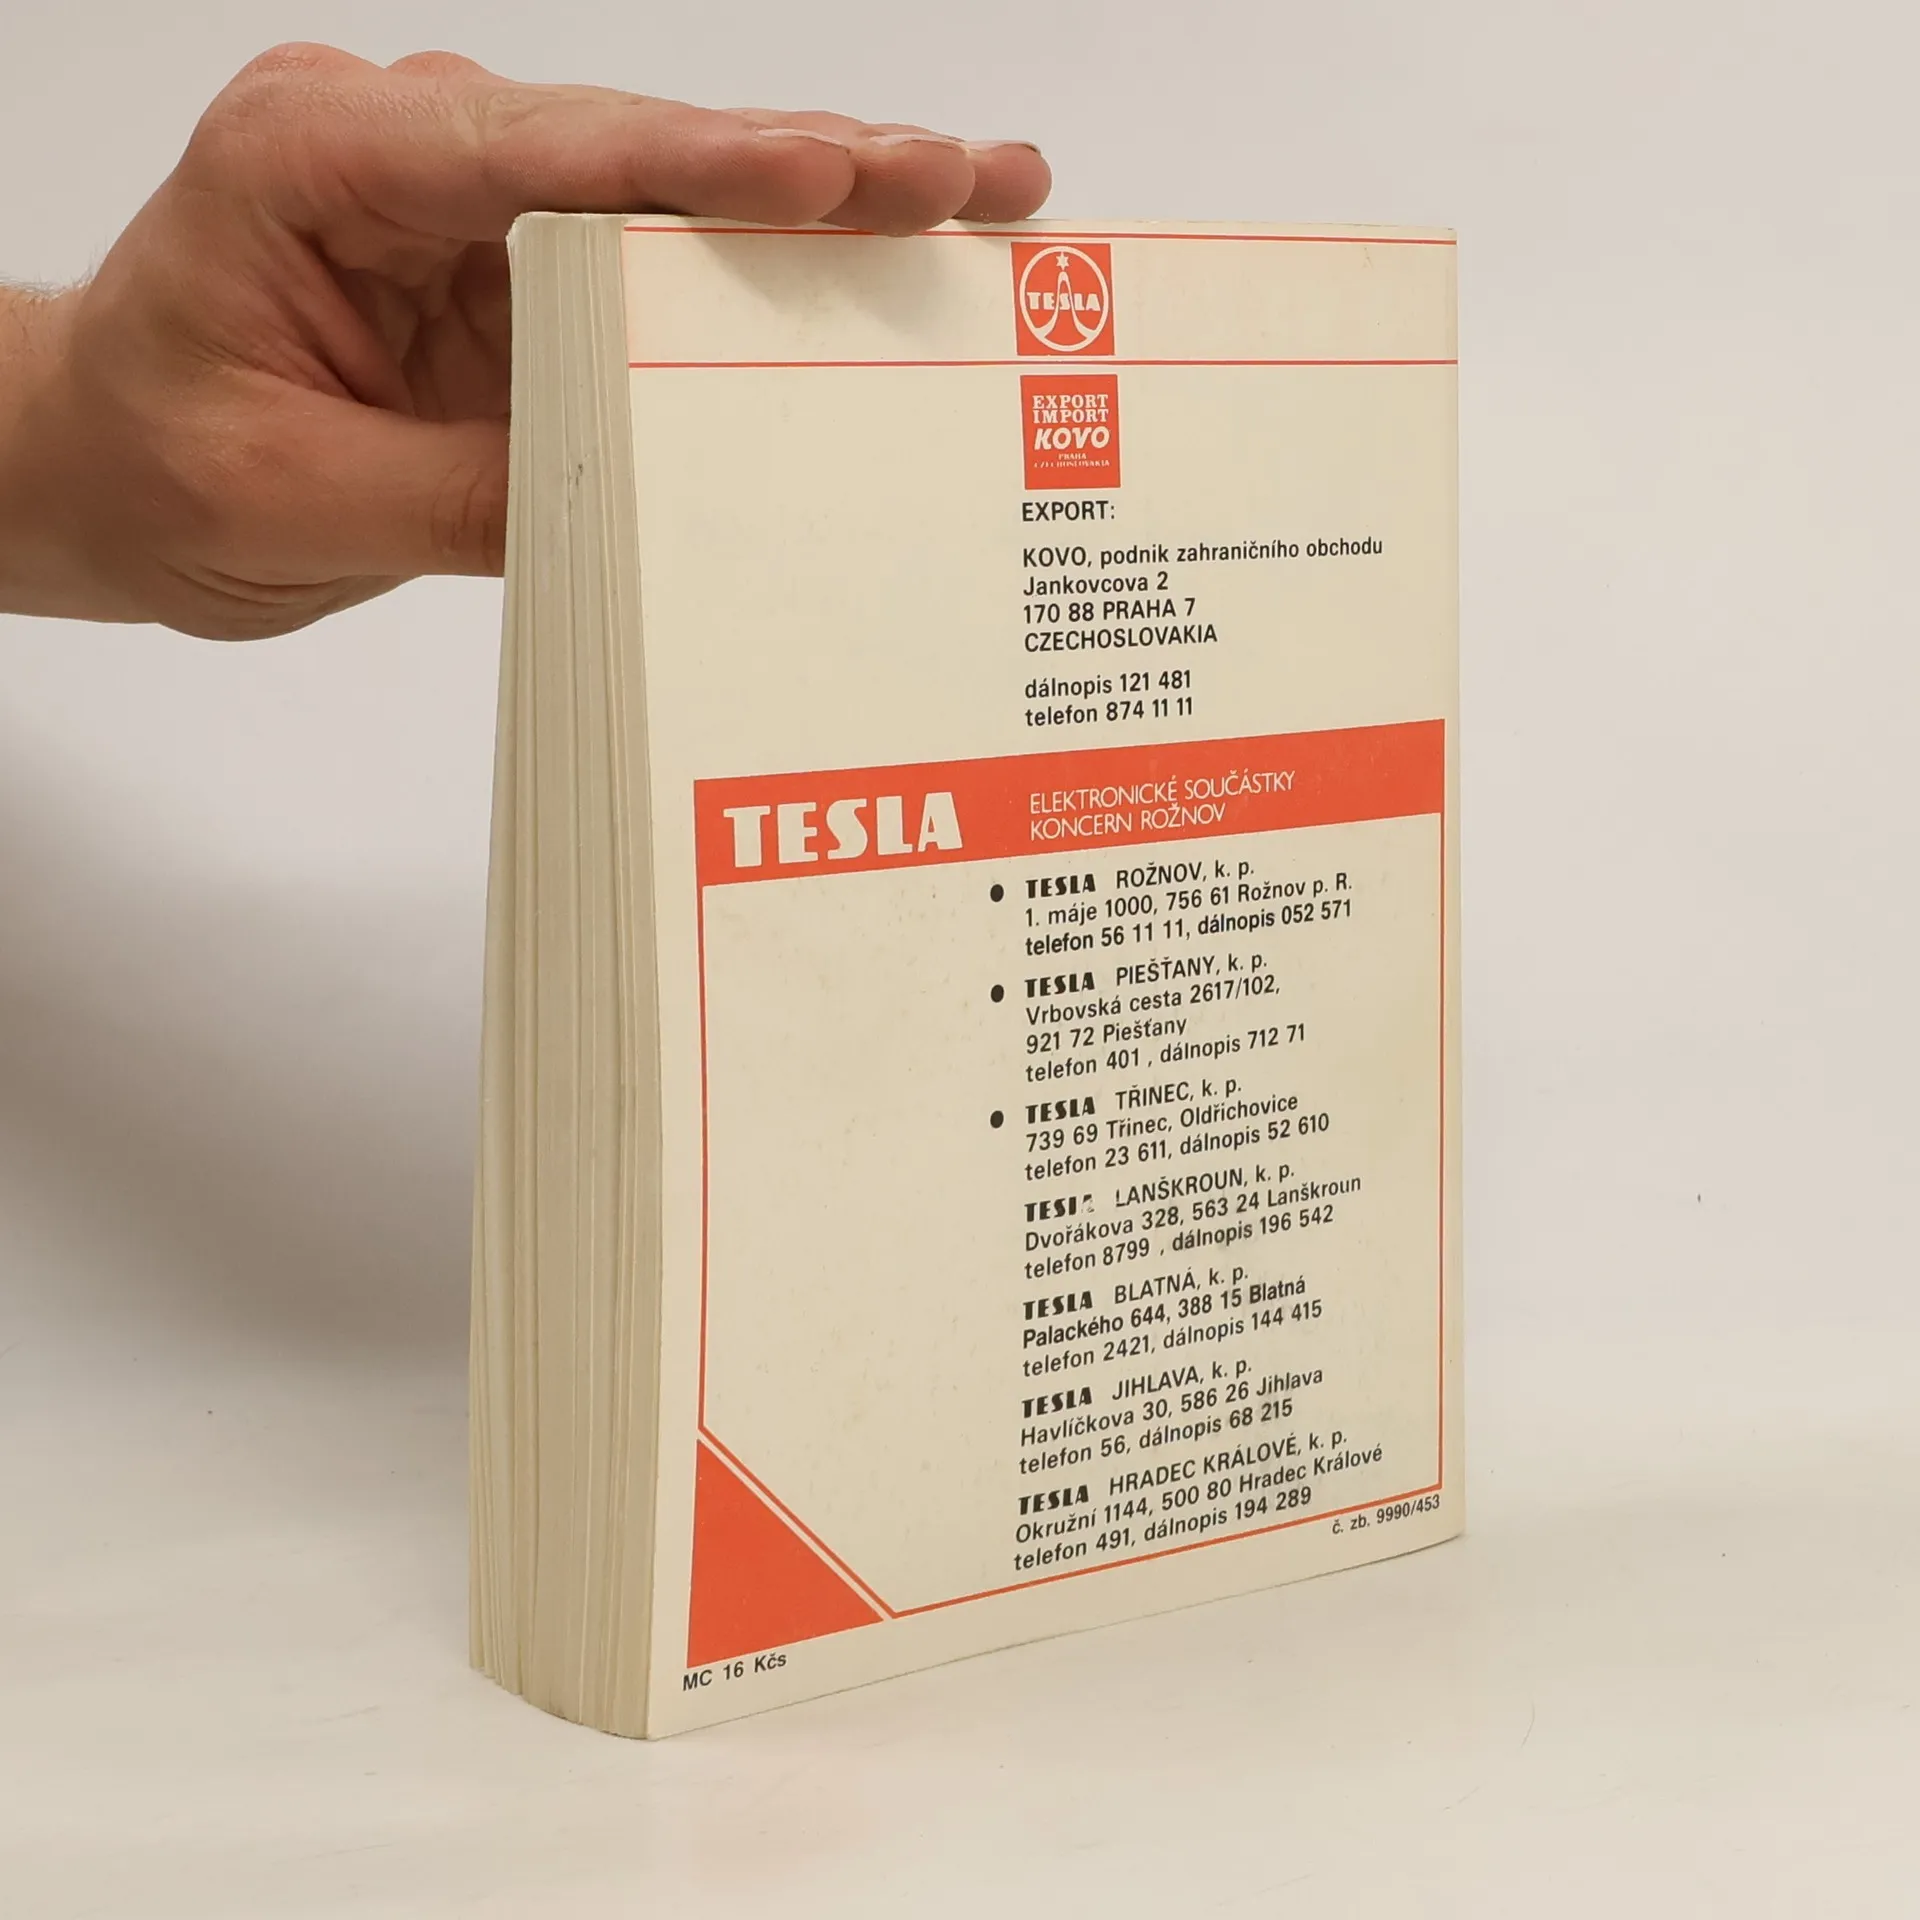 TESLA
EXPORT
IMPORT
KOVO
PRAHA
CZECHOSLOVAKIA
EXPORT:
KOVO, podnik zahraničního obchodu
Jankovcova 2
170 88 PRAHA 7
CZECHOSLOVAKIA
dálnopis 121 481
telefon 874 11 11
TESLA
ELEKTRONICKÉ SOUČÁSTKY
KONCERN ROŽNOV
● TESLA ROŽNOV, k. p.
1. máje 1000, 756 61 Rožnov p. R.
telefon 56 11 11, dálnopis 052 571
● TESLA PIEŠŤANY, k. p.
Vrbovská cesta 2617/102,
921 72 Piešťany
telefon 401 , dálnopis 712 71
● TESLA TŘINEC, k. p.
739 69 Třinec, Oldřichovice
telefon 23 611, dálnopis 52 610
TESLA LANŠKROUN, k. p.
Dvořákova 328, 563 24 Lanškroun
telefon 8799 , dálnopis 196 542
TESLA BLATNÁ, k. p.
Palackého 644, 388 15 Blatná
telefon 2421, dálnopis 144 415
TESLA JIHLAVA, k. p.
Havlíčkova 30, 586 26 Jihlava
telefon 56, dálnopis 68 215
TESLA HRADEC KRÁLOVÉ, k. p.
Okružní 1144, 500 80 Hradec Králové
telefon 491, dálnopis 194 289
č. zb. 9990/453
MC 16 Kčs